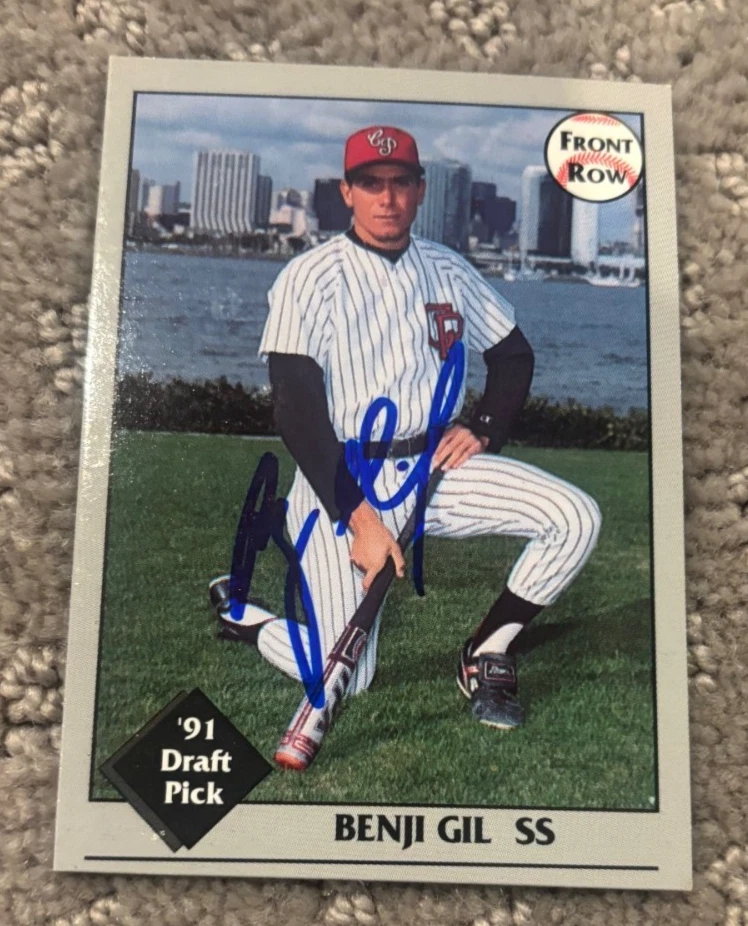 FRONT
ROW
'91
Draft
Pick
BENJI GIL SS